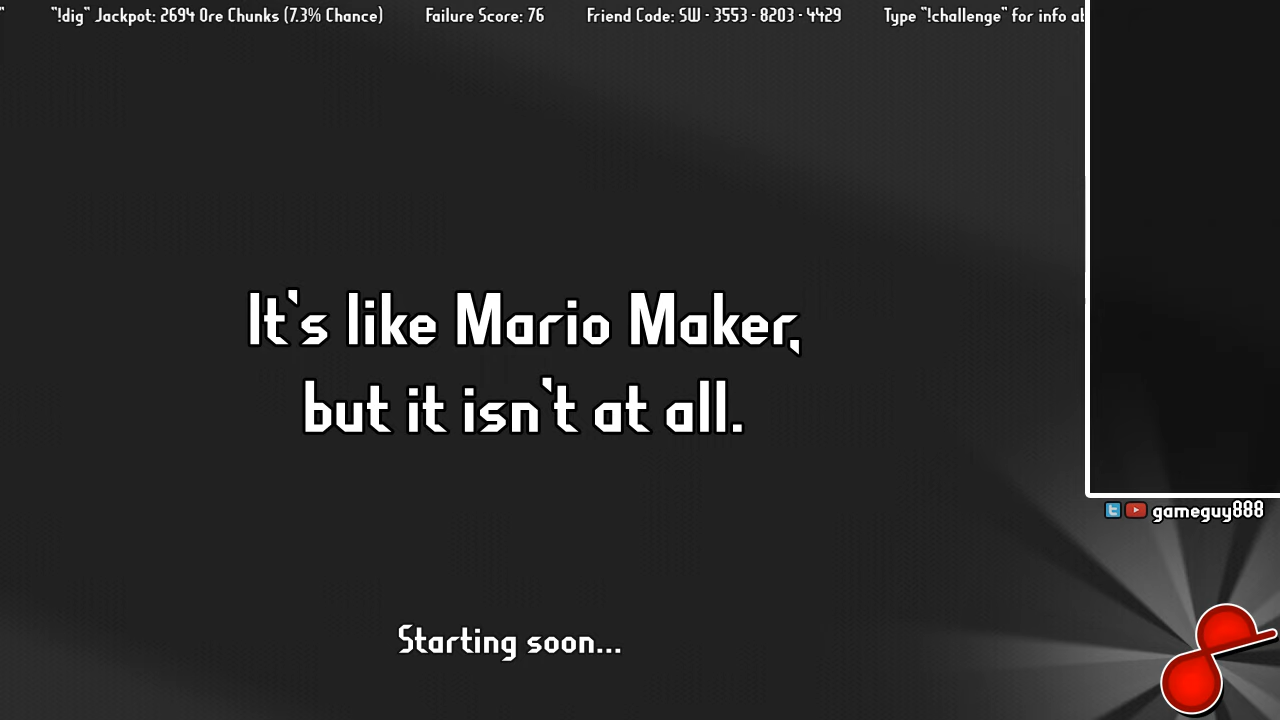 " "!dig" Jackpot: 2694 Ore Chunks (7.3% Chance) Failure Score: 76 Friend Code: SW - 3553 - 8203 - 4429 Type "!challenge" for info ab
It's like Mario Maker,
but it isn't at all.
gameguy888
Starting soon...